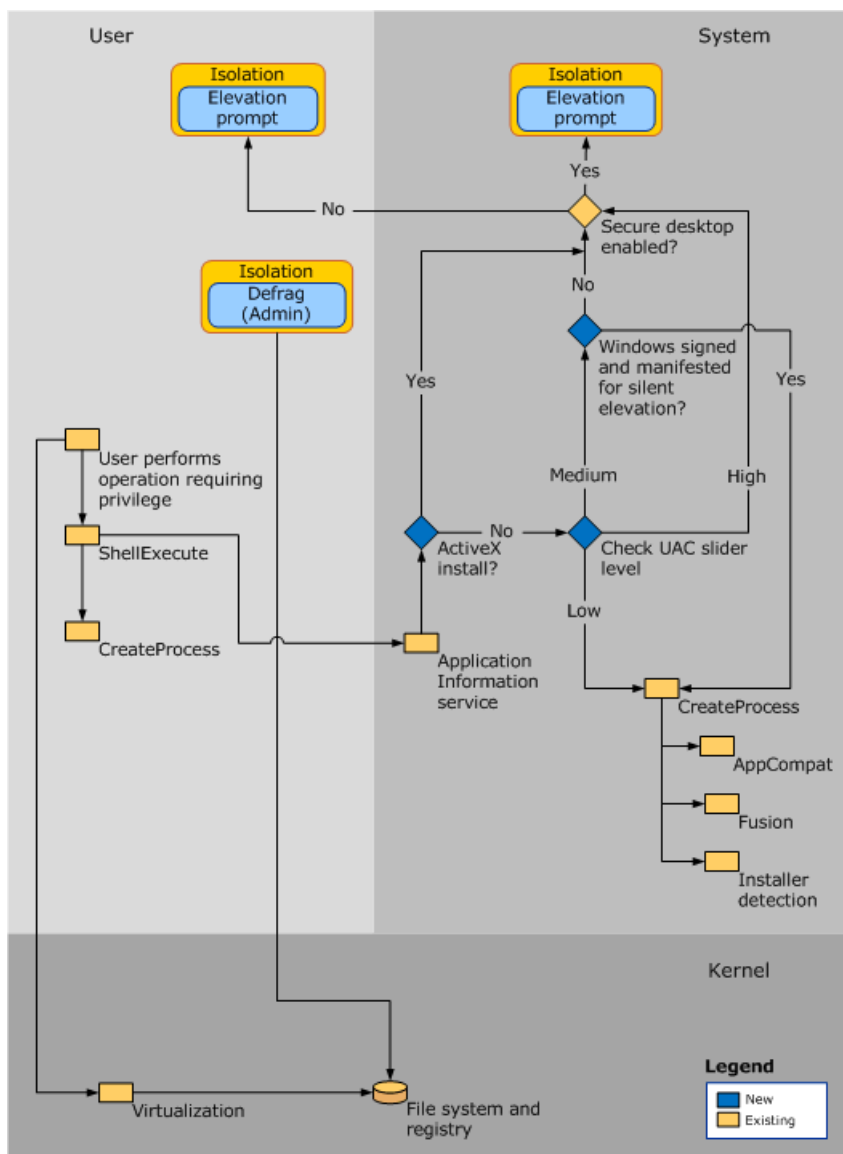 User
System
Isolation
Elevation
prompt
Isolation
Elevation
prompt
Yes
No
Secure desktop
enabled?
Isolation
Defrag
(Admin)
No
Windows signed
and manifested
for silent
elevation?
Yes
Yes
User performs
operation requiring
privilege
Medium
High
ShellExecute
ActiveX
install?
No
Check UAC slider
level
Low
CreateProcess
Application
Information
service
CreateProcess
AppCompat
Fusion
Installer
detection
Kernel
Virtualization
File system and
registry
Legend
New
Existing